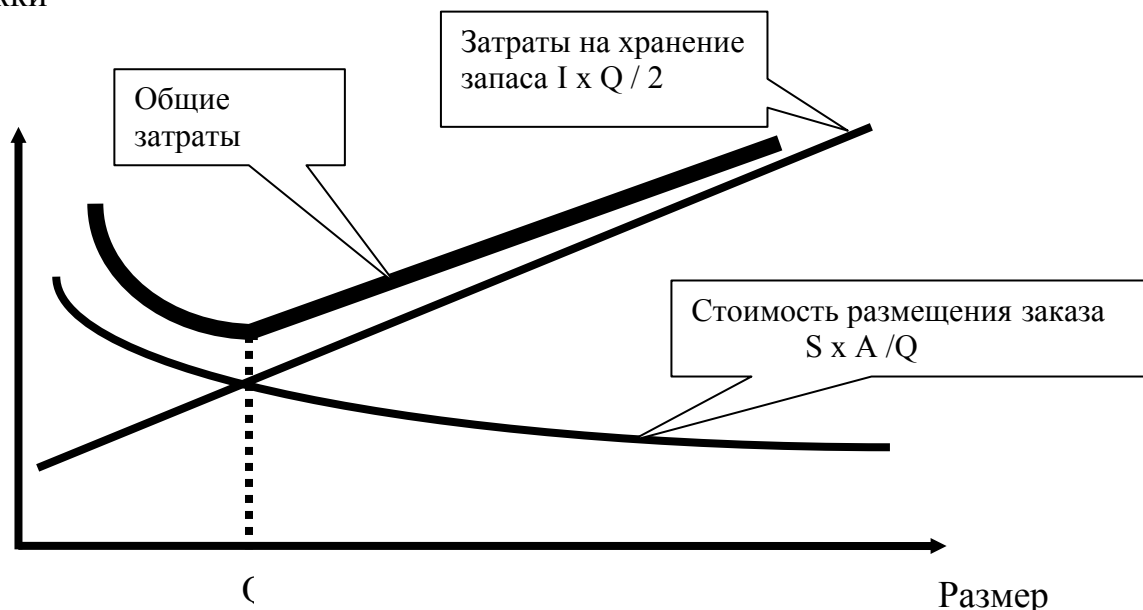 Затраты на хранение
запаса I x Q / 2
Общие
затраты
Стоимость размещения заказа
S x A /Q
Размер